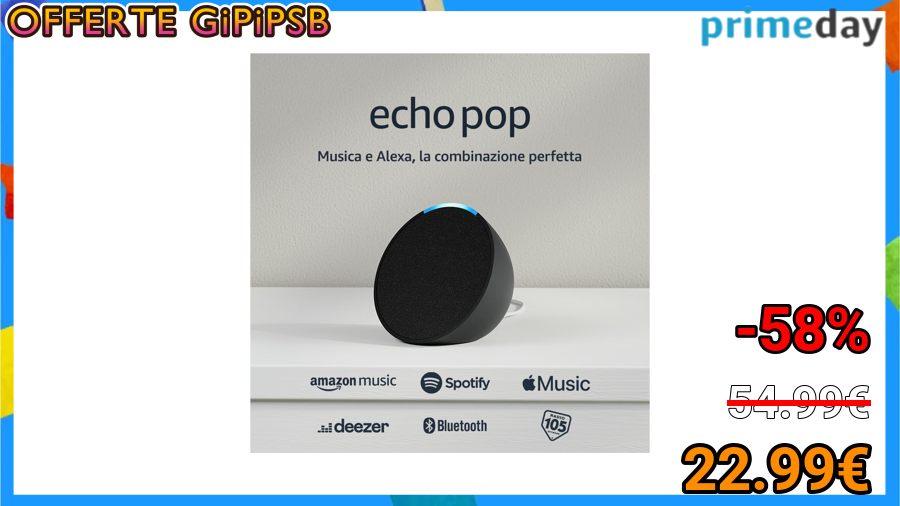 OFFERTE GiPiPSB
primeday
echo pop
Musica e Alexa, la combinazione perfetta
amazon music
Spotify
Music
deezer
Bluetooth
RADIO
105
-58%
54.99€
22.99€